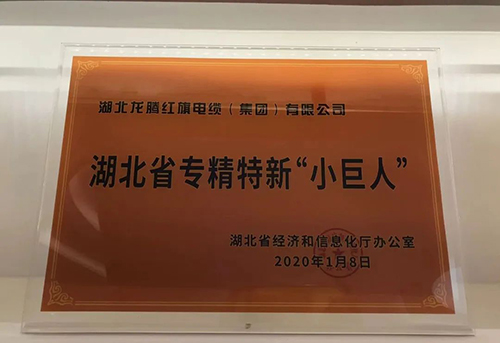 湖北龙腾红旗电缆（集团）有限公司
湖北省专精特新“小巨人”
湖北省经济和信息化厅办公室
2020年1月8日